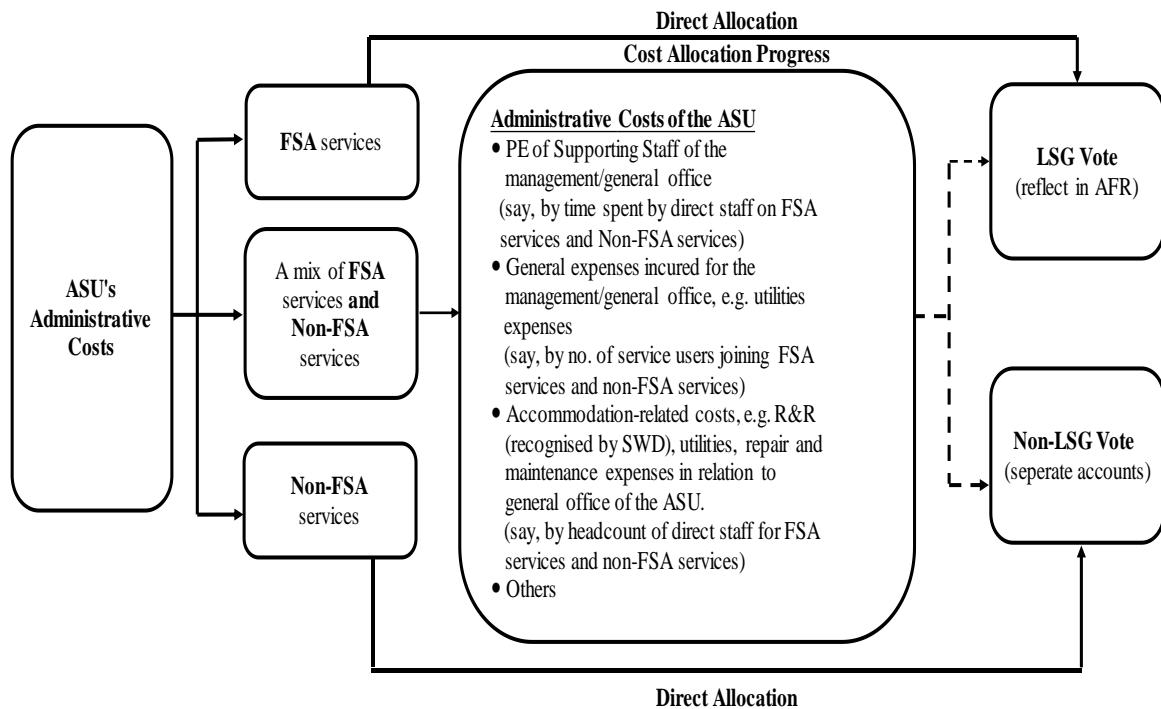 Direct Allocation
Cost Allocation Progress
ASU's
Administrative
Costs
FSA services
A mix of FSA
services and
Non-FSA
services
Non-FSA
services
Administrative Costs of the ASU
• PE of Supporting Staff of the
management/general office
(say, by time spent by direct staff on FSA
services and Non-FSA services)
• General expenses incured for the
management/general office, e.g. utilities
expenses
(say, by no. of service users joining FSA
services and non-FSA services)
• Accommodation-related costs, e.g. R&R
(recognised by SWD), utilities, repair and
maintenance expenses in relation to
general office of the ASU.
(say, by headcount of direct staff for FSA
services and non-FSA services)
• Others
LSG Vote
(reflect in AFR)
Non-LSG Vote
(seperate accounts)
Direct Allocation